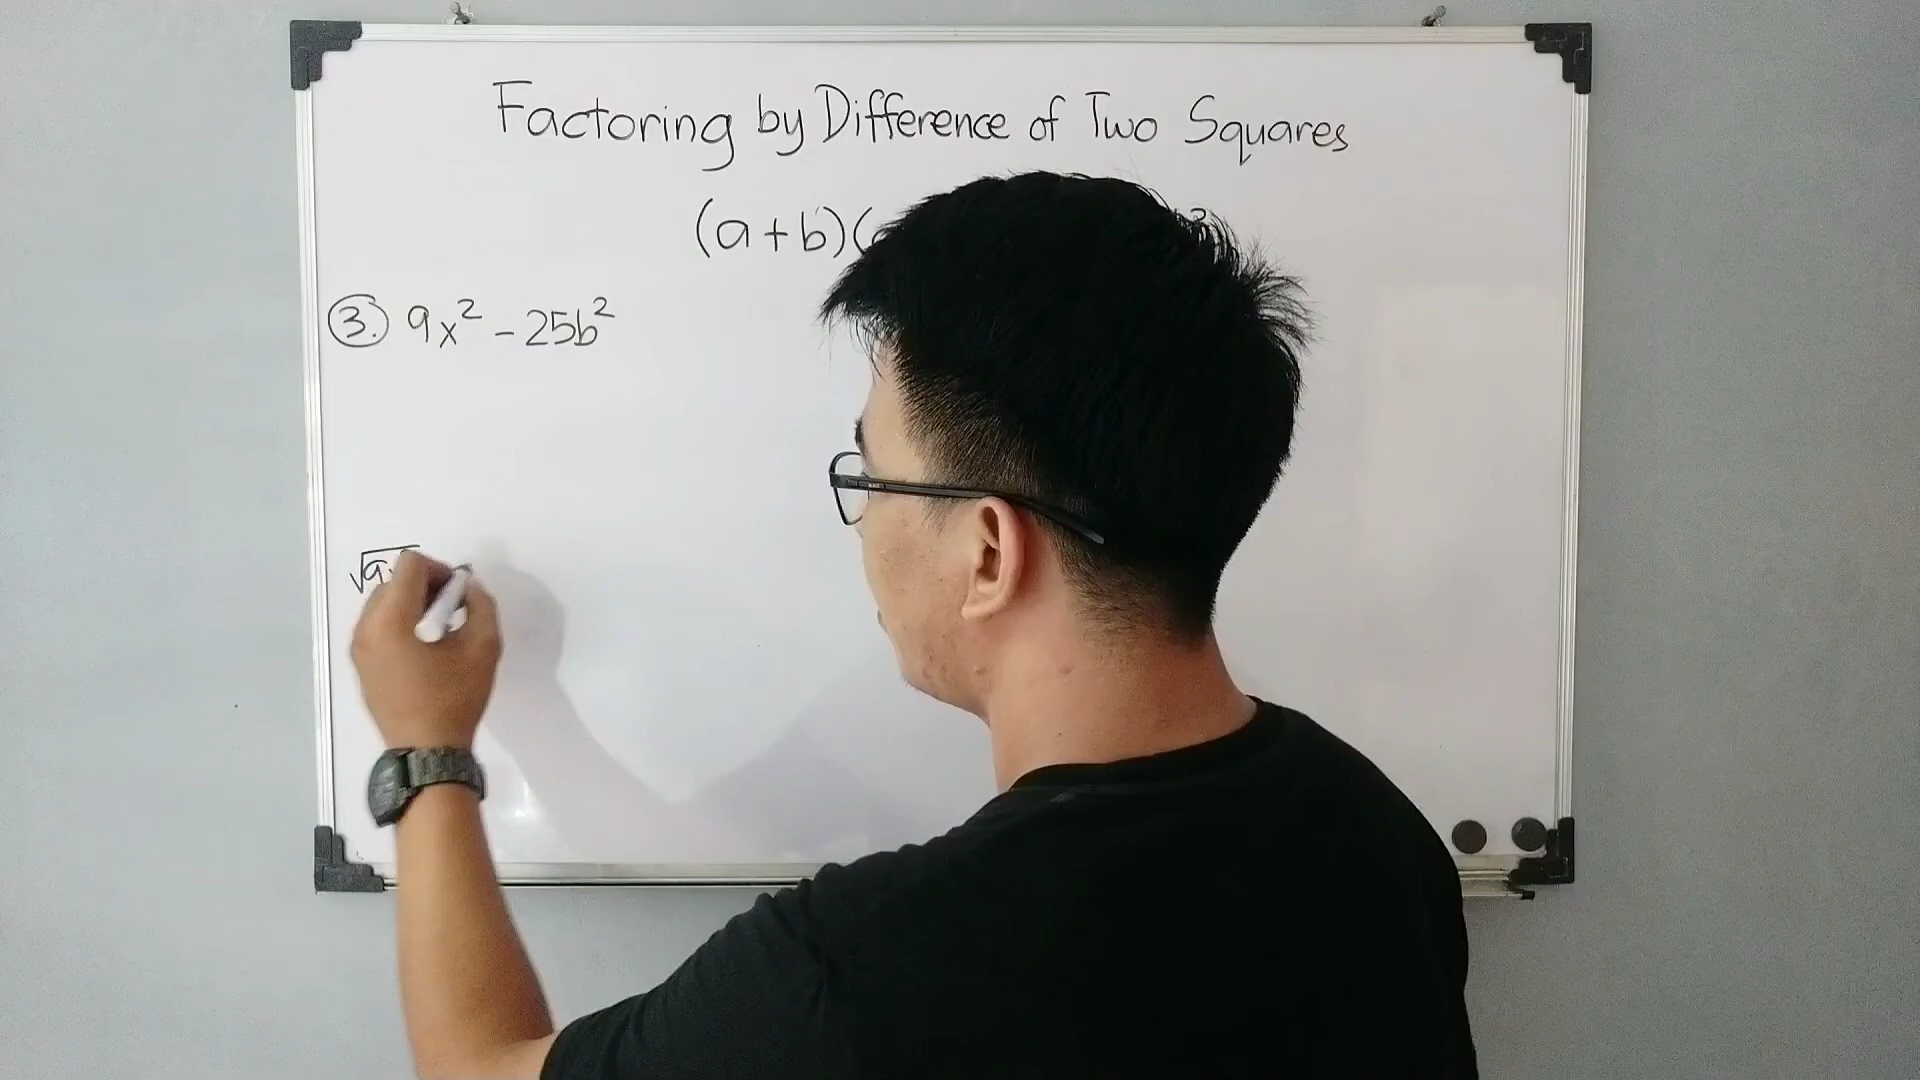 Factoring by Difference of Two Squares
(a+b)(
③. 9x² - 25b²
√9